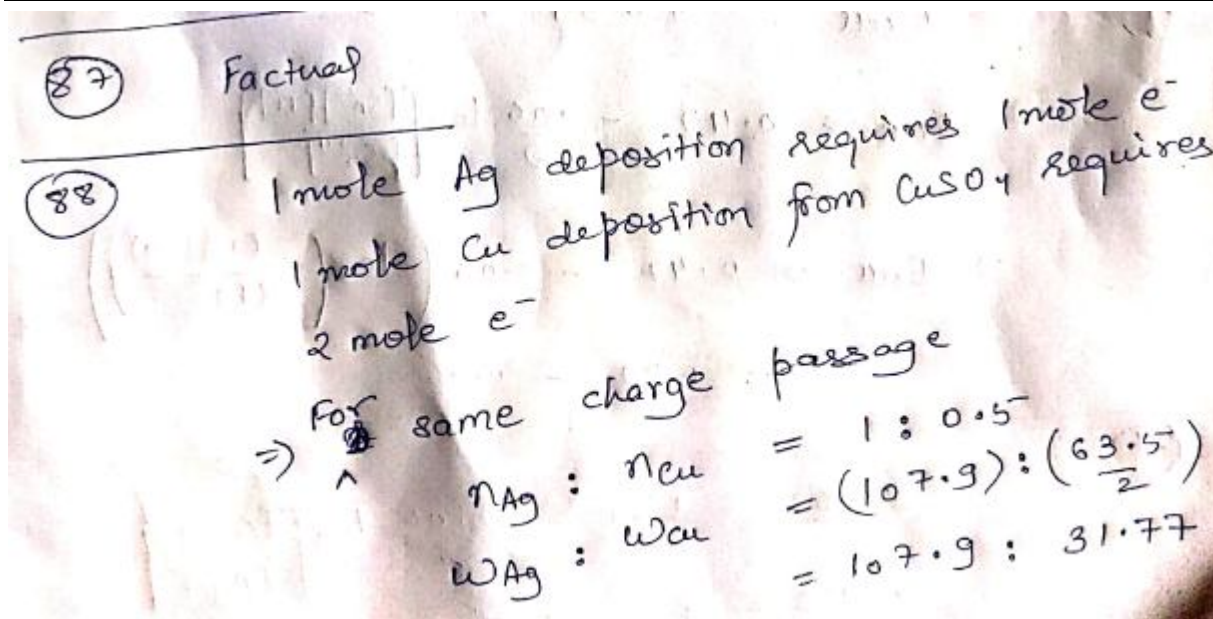 87 Factual
88 1 mole Ag deposition requires 1 mole e⁻
1 mole Cu deposition from CuSO4 requires
2 mole e⁻
⇒ For same charge passage
nAg : nCu = 1 : 0.5
wAg : wCu = (107.9) : (63.5/2)
= 107.9 : 31.77